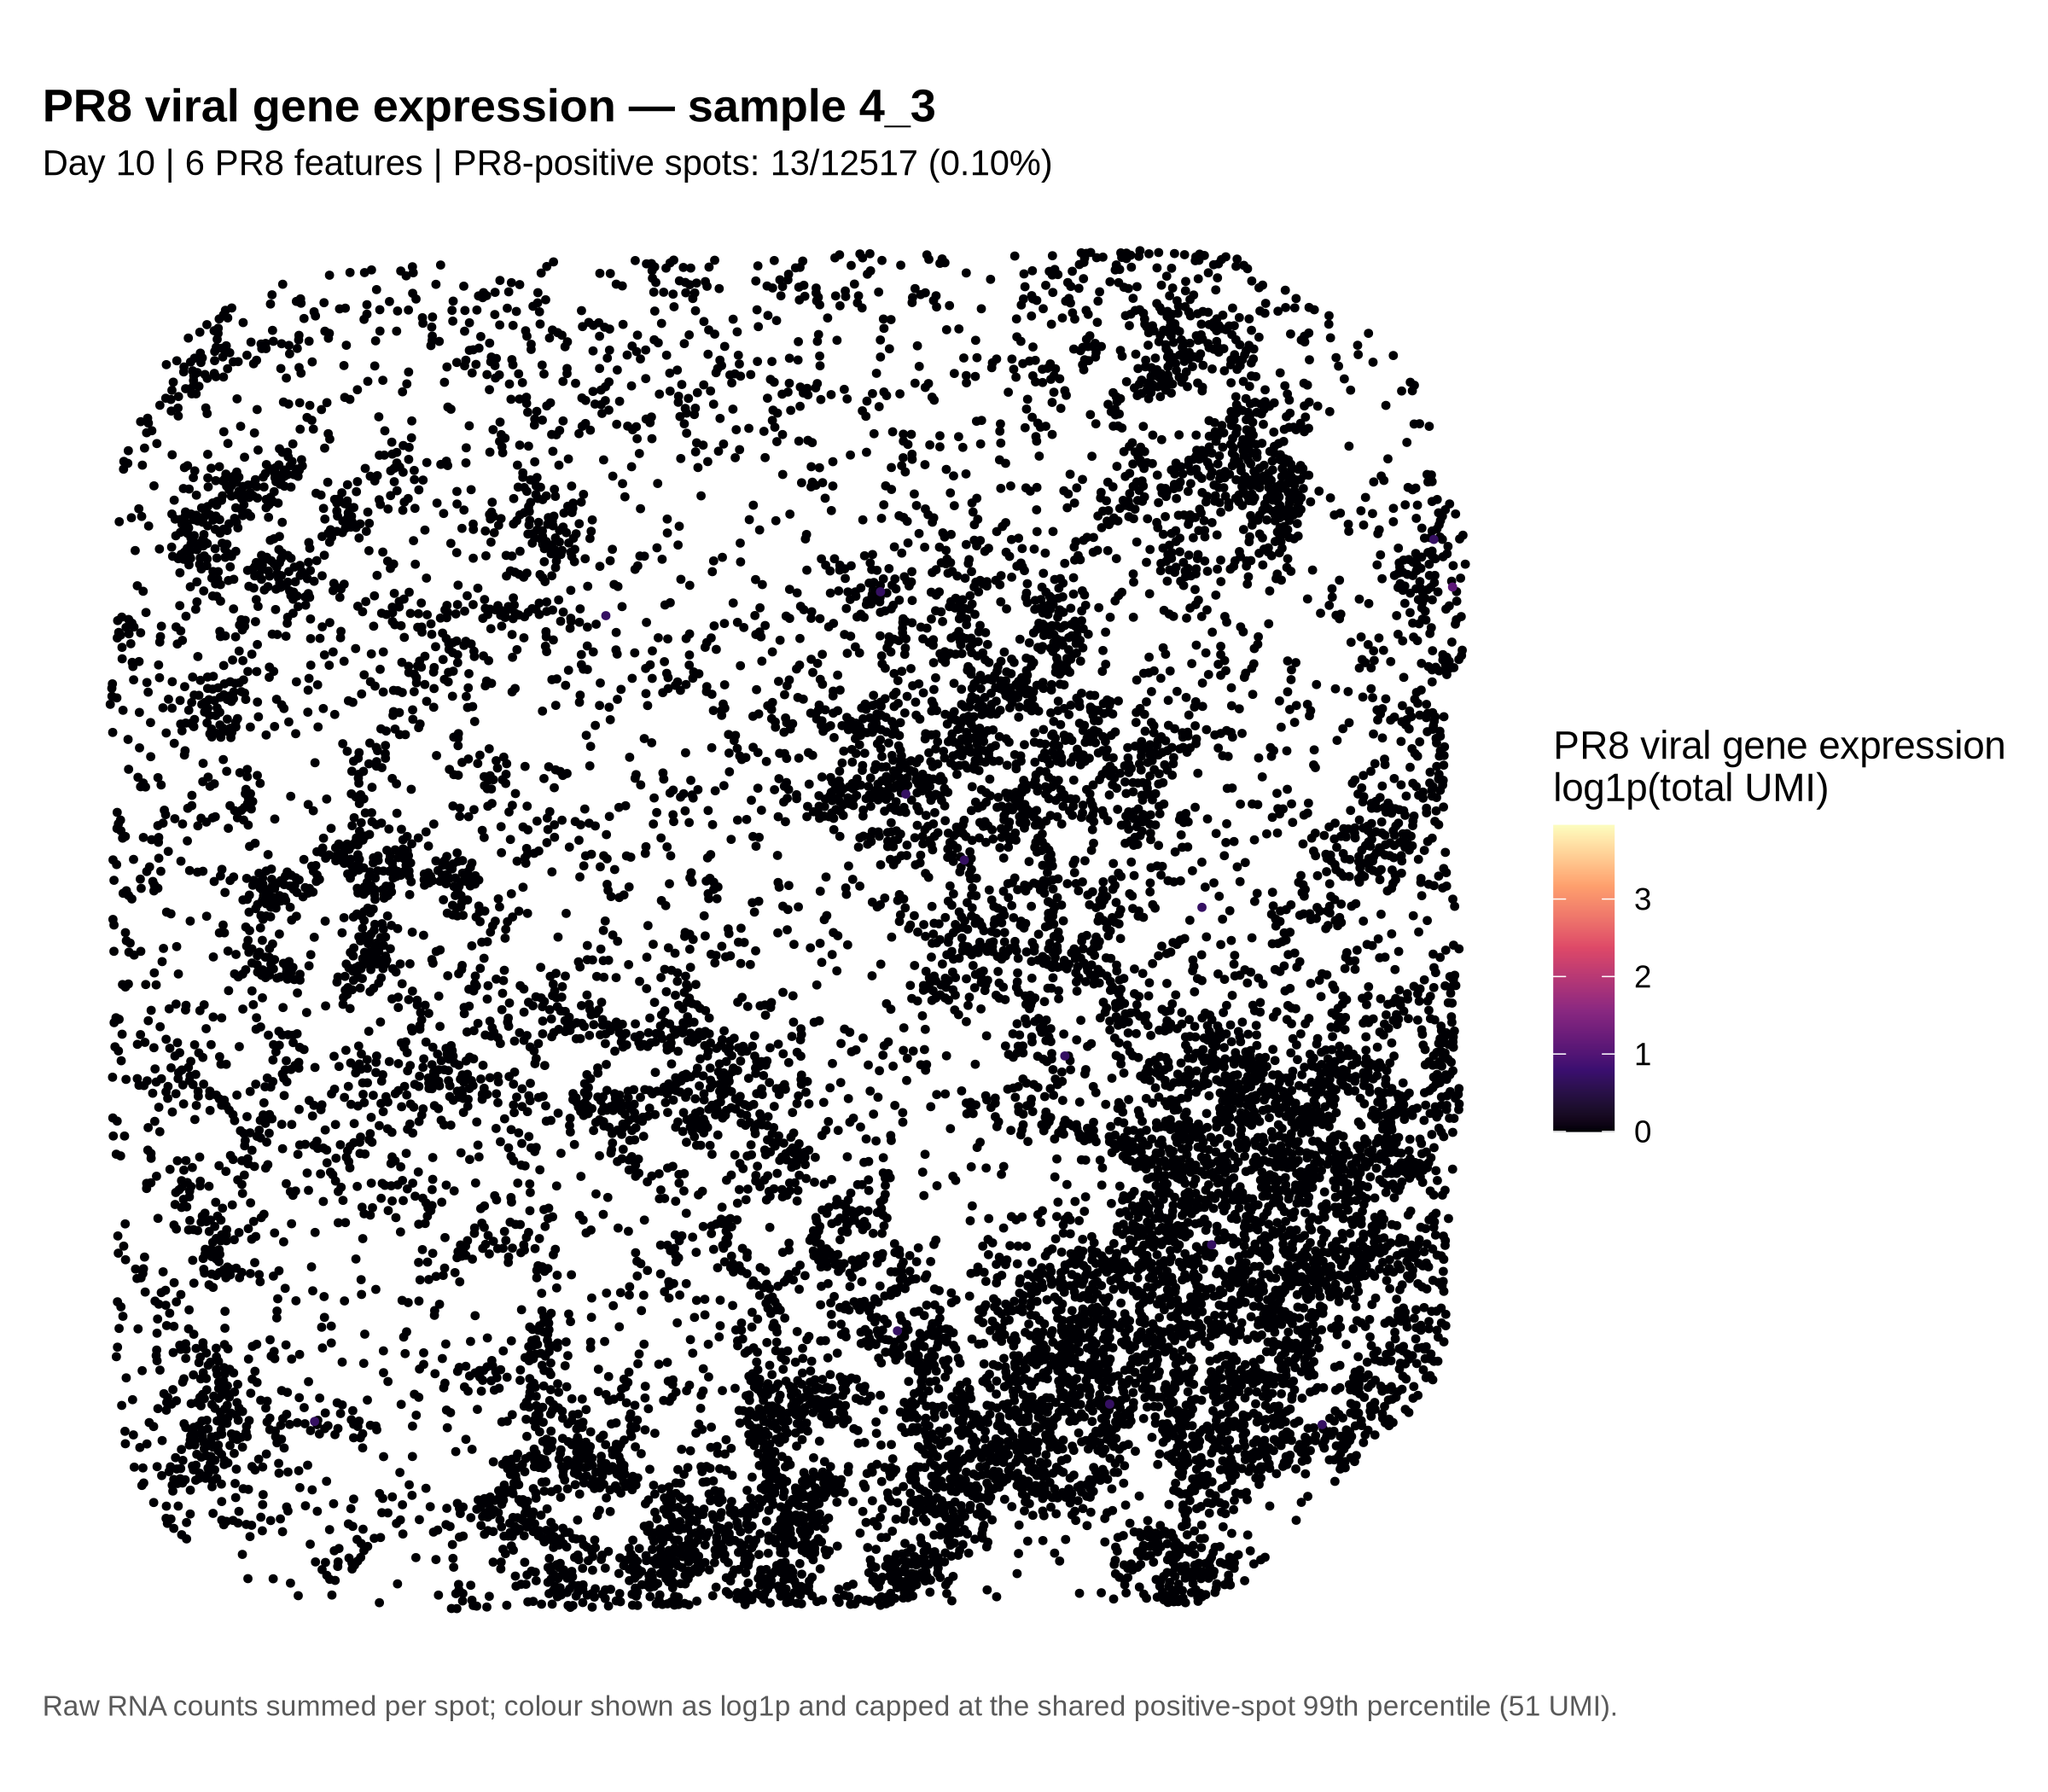 PR8 viral gene expression — sample 4_3
Day 10 | 6 PR8 features | PR8-positive spots: 13/12517 (0.10%)
PR8 viral gene expression
log1p(total UMI)
3
2
1
0
Raw RNA counts summed per spot; colour shown as log1p and capped at the shared positive-spot 99th percentile (51 UMI).